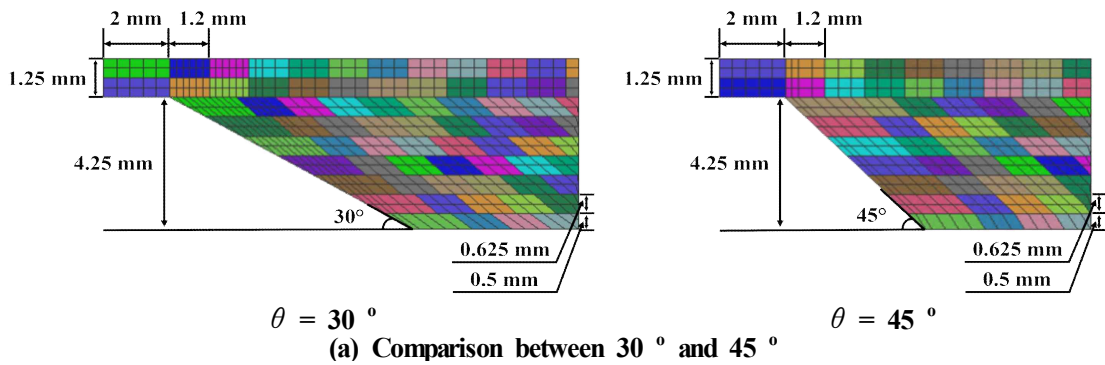 2 mm 1.2 mm
1.25 mm
4.25 mm
30°
0.625 mm
0.5 mm
θ = 30 °
2 mm 1.2 mm
1.25 mm
4.25 mm
45°
0.625 mm
0.5 mm
θ = 45 °
(a) Comparison between 30 ° and 45 °